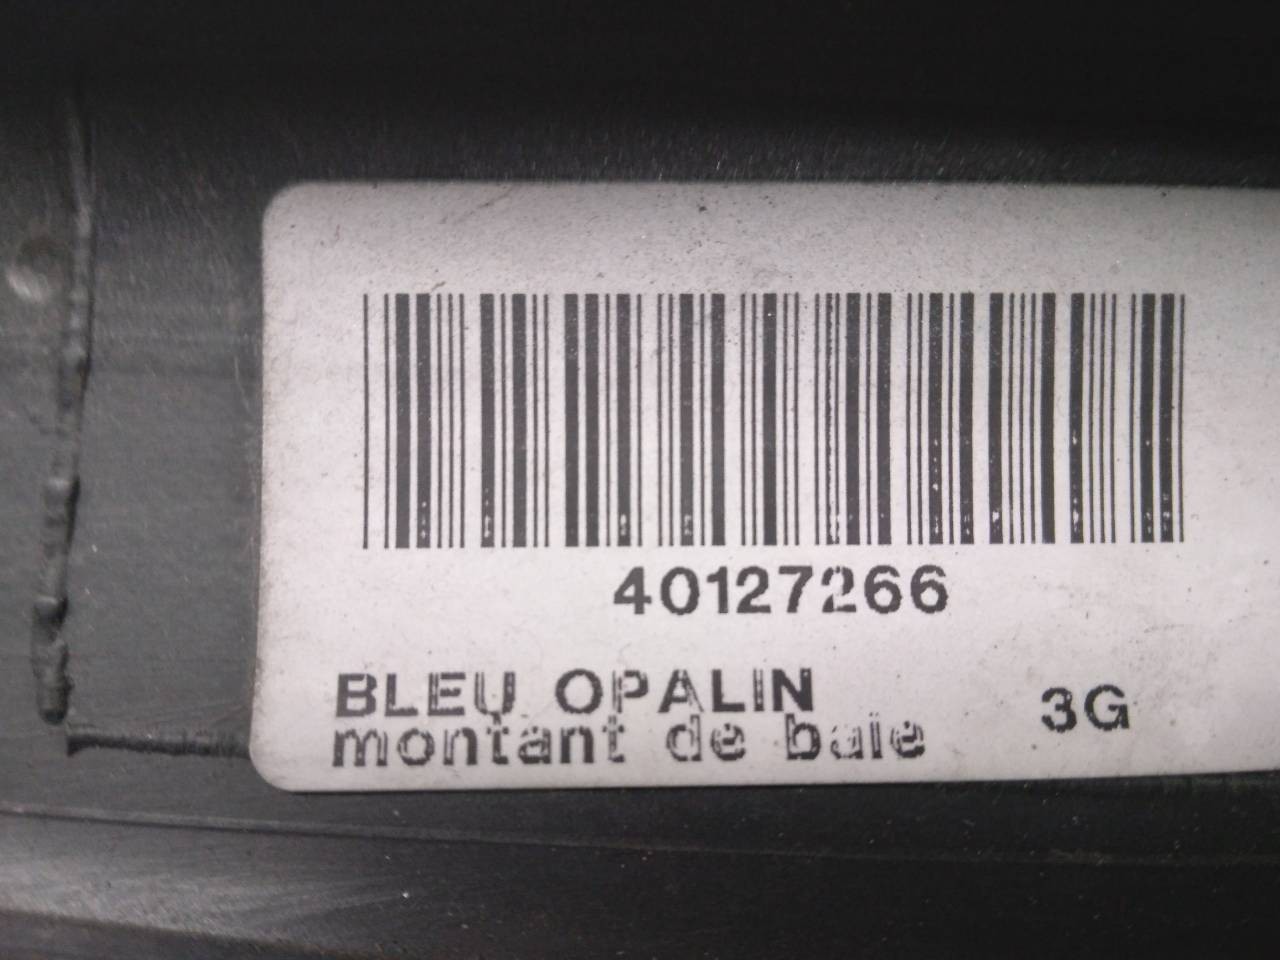 40127266
BLEU OPALIN
montant de baie
3G